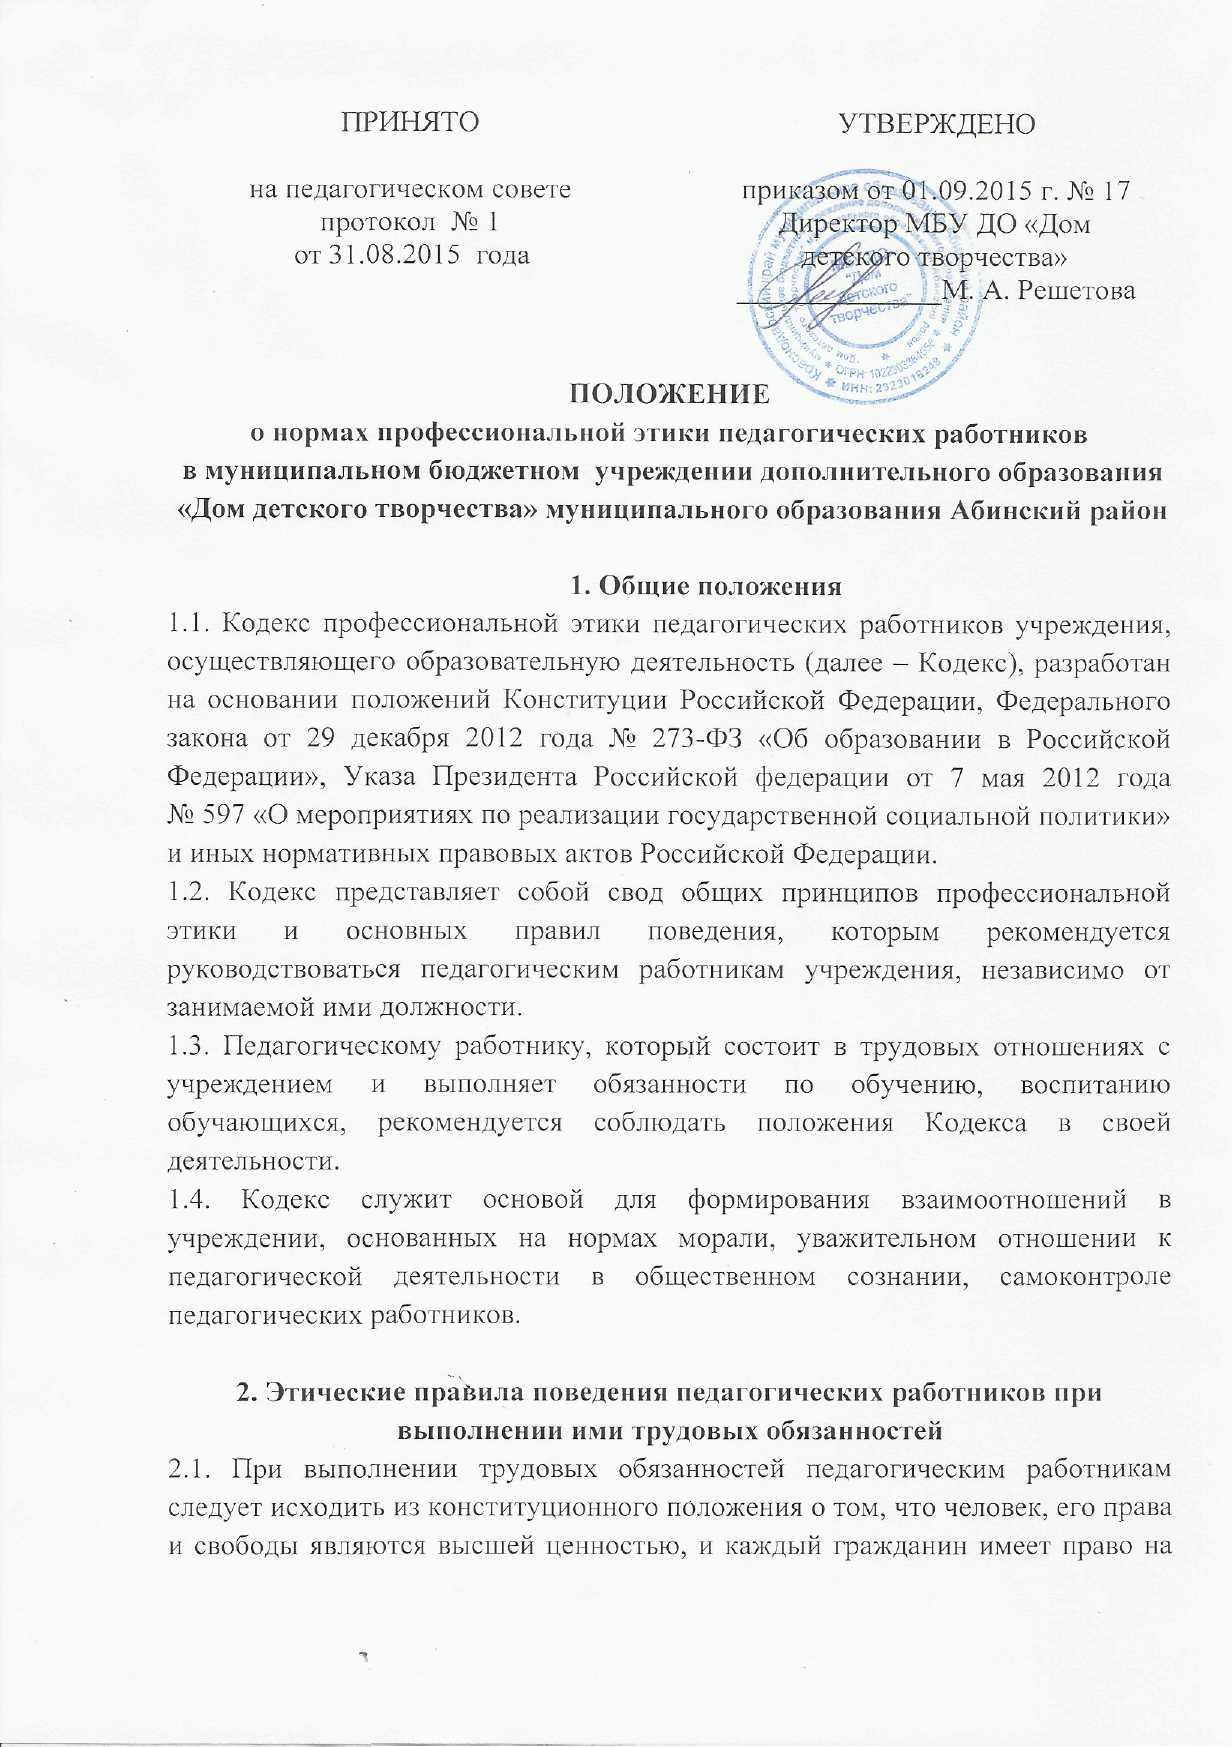 ПРИНЯТО
на педагогическом совете
протокол № 1
от 31.08.2015 года
УТВЕРЖДЕНО
приказом от 01.09.2015 г. № 17
Директор МБУ ДО «Дом
детского творчества»
М. А. Решетова
ПОЛОЖЕНИЕ
о нормах профессиональной этики педагогических работников
в муниципальном бюджетном учреждении дополнительного образования
«Дом детского творчества» муниципального образования Абинский район
1. Общие положения
1.1. Кодекс профессиональной этики педагогических работников учреждения,
осуществляющего образовательную деятельность (далее – Кодекс), разработан
на основании положений Конституции Российской Федерации, Федерального
закона от 29 декабря 2012 года № 273-ФЗ «Об образовании в Российской
Федерации», Указа Президента Российской федерации от 7 мая 2012 года
№ 597 «О мероприятиях по реализации государственной социальной политики»
и иных нормативных правовых актов Российской Федерации.
1.2. Кодекс представляет собой свод общих принципов профессиональной
этики и основных правил поведения, которым рекомендуется
руководствоваться педагогическим работникам учреждения, независимо от
занимаемой ими должности.
1.3. Педагогическому работнику, который состоит в трудовых отношениях с
учреждением и выполняет обязанности по обучению, воспитанию
обучающихся, рекомендуется соблюдать положения Кодекса в своей
деятельности.
1.4. Кодекс служит основой для формирования взаимоотношений в
учреждении, основанных на нормах морали, уважительном отношении к
педагогической деятельности в общественном сознании, самоконтроле
педагогических работников.
2. Этические правила поведения педагогических работников при
выполнении ими трудовых обязанностей
2.1. При выполнении трудовых обязанностей педагогическим работникам
следует исходить из конституционного положения о том, что человек, его права
и свободы являются высшей ценностью, и каждый гражданин имеет право на
"Дом
детского
творчества"